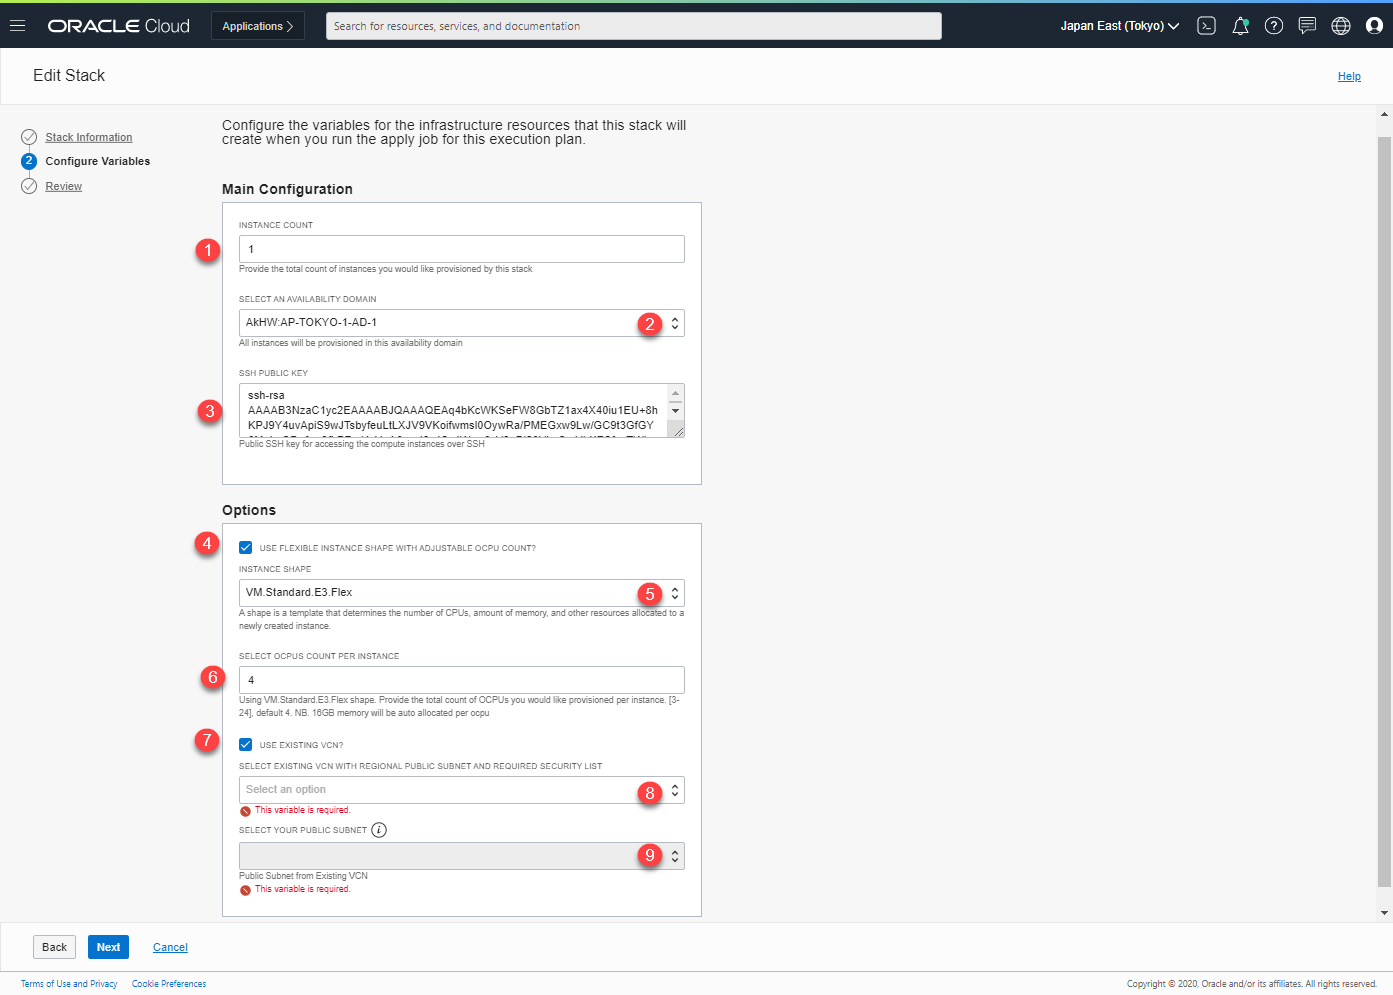 ORACLE Cloud
Applications
Search for resources, services, and documentation
Japan East (Tokyo)
Edit Stack
Help
Stack Information
2 Configure Variables
Review
Configure the variables for the infrastructure resources that this stack will
create when you run the apply job for this execution plan.
Main Configuration
INSTANCE COUNT
1
1
Provide the total count of instances you would like provisioned by this stack
SELECT AN AVAILABILITY DOMAIN
AkHW:AP-TOKYO-1-AD-1
2
All instances will be provisioned in this availability domain
SSH PUBLIC KEY
3
ssh-rsa
AAAAB3NzaC1yc2EAAAABJQAAAQEAq4bKcWKSeFW8GbTZ1ax4X40iu1EU+8h
KPJ9Y4uvApiS9wJTsbyfeuLtLXJV9VKoifwmsl0OywRa/PMEGxw9Lw/GC9t3GfGY
Public SSH key for accessing the compute instances over SSH
Options
4
USE FLEXIBLE INSTANCE SHAPE WITH ADJUSTABLE OCPU COUNT?
INSTANCE SHAPE
VM.Standard.E3.Flex
5
A shape is a template that determines the number of CPUs, amount of memory, and other resources allocated to a
newly created instance.
SELECT OCPUS COUNT PER INSTANCE
6
4
Using VM.Standard.E3.Flex shape. Provide the total count of OCPUs you would like provisioned per instance. [3-
24], default 4. NB. 16GB memory will be auto allocated per ocpu
7
USE EXISTING VCN?
SELECT EXISTING VCN WITH REGIONAL PUBLIC SUBNET AND REQUIRED SECURITY LIST
Select an option
8
This variable is required.
SELECT YOUR PUBLIC SUBNET i
9
Public Subnet from Existing VCN
This variable is required.
Back
Next
Cancel
Terms of Use and Privacy
Cookie Preferences
Copyright © 2020, Oracle and/or its affiliates. All rights reserved.